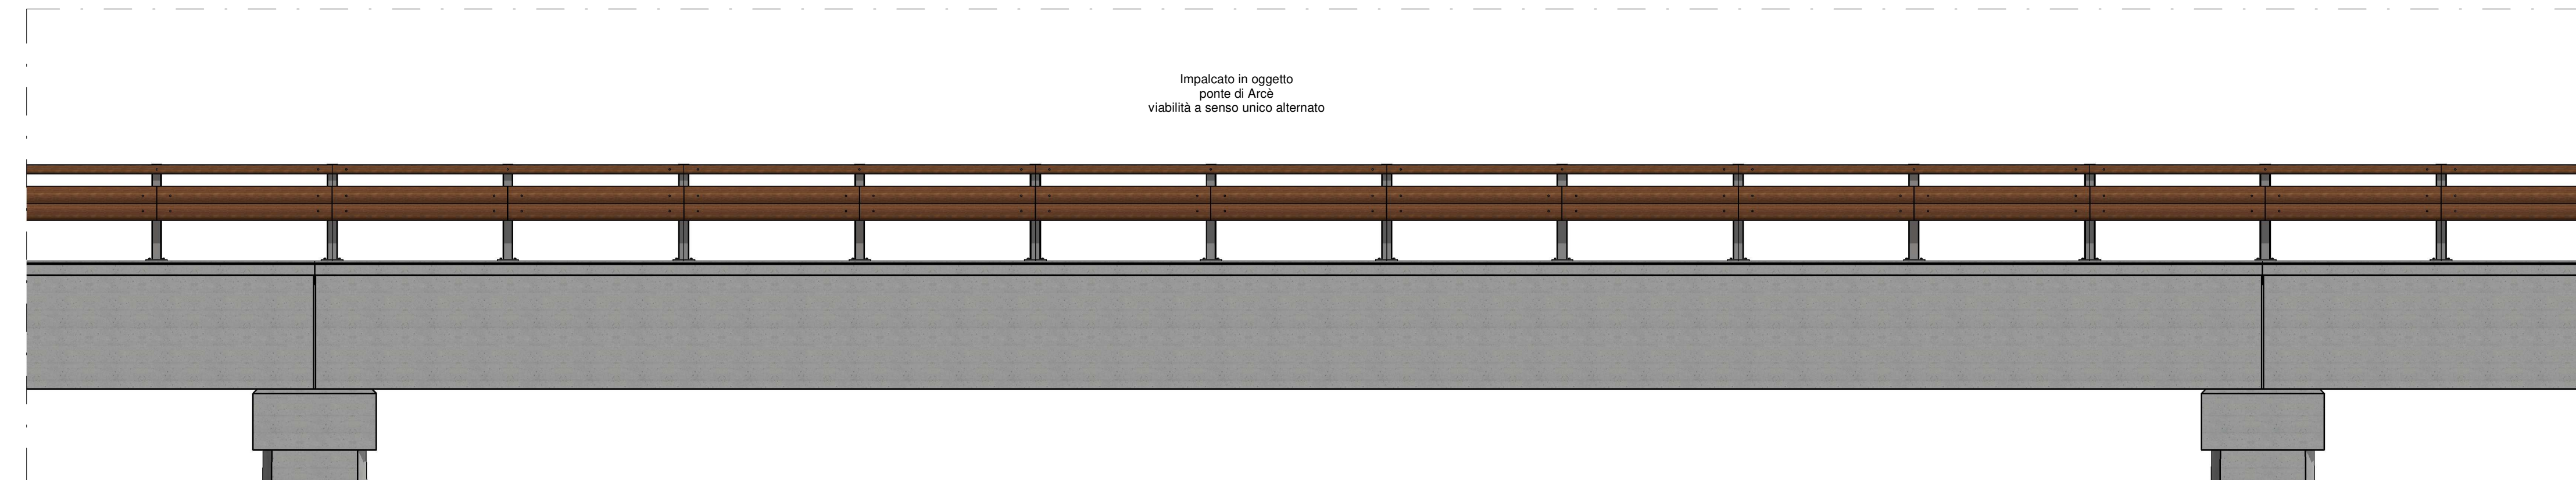 Impalcato in oggetto
ponte di Arcè
viabilità a senso unico alternato